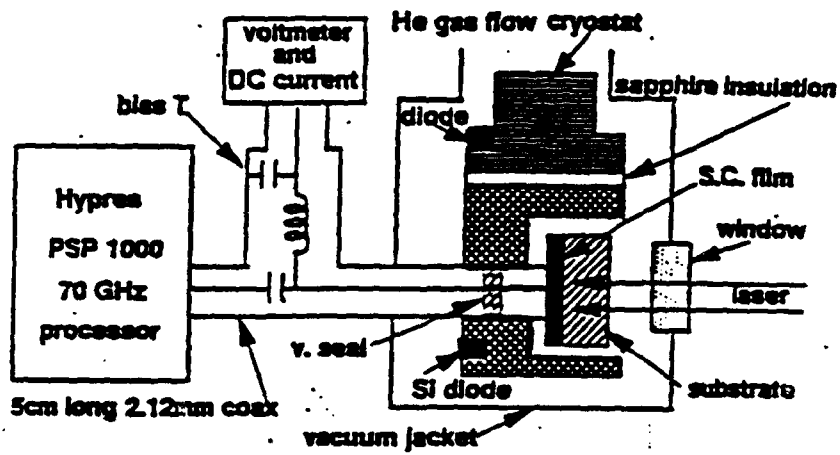 He gas flow cryostat
voltmeter
and
DC current
sapphire insulation
bias T
diode
S.C. film
Hypres
PSP 1000
70 GHz
processor
window
laser
v. seal
Si diode
substrate
5cm long 2.12mm coax
vacuum jacket